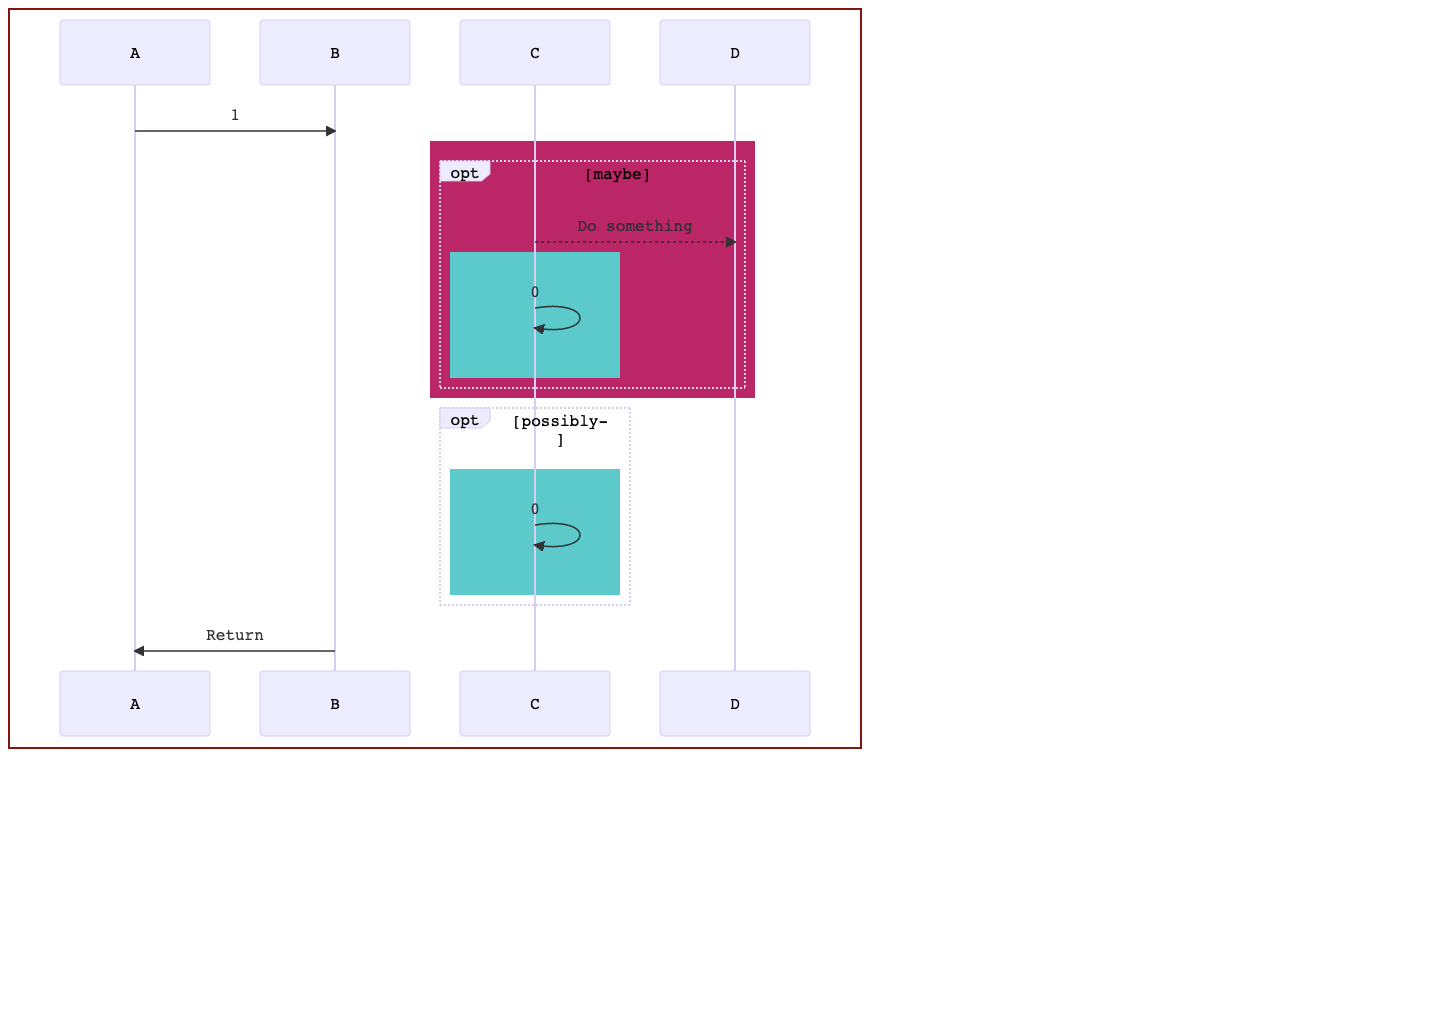 A
B
C
D
1
opt
[maybe]
Do something
0
opt
[possibly-
]
0
Return
A
B
C
D